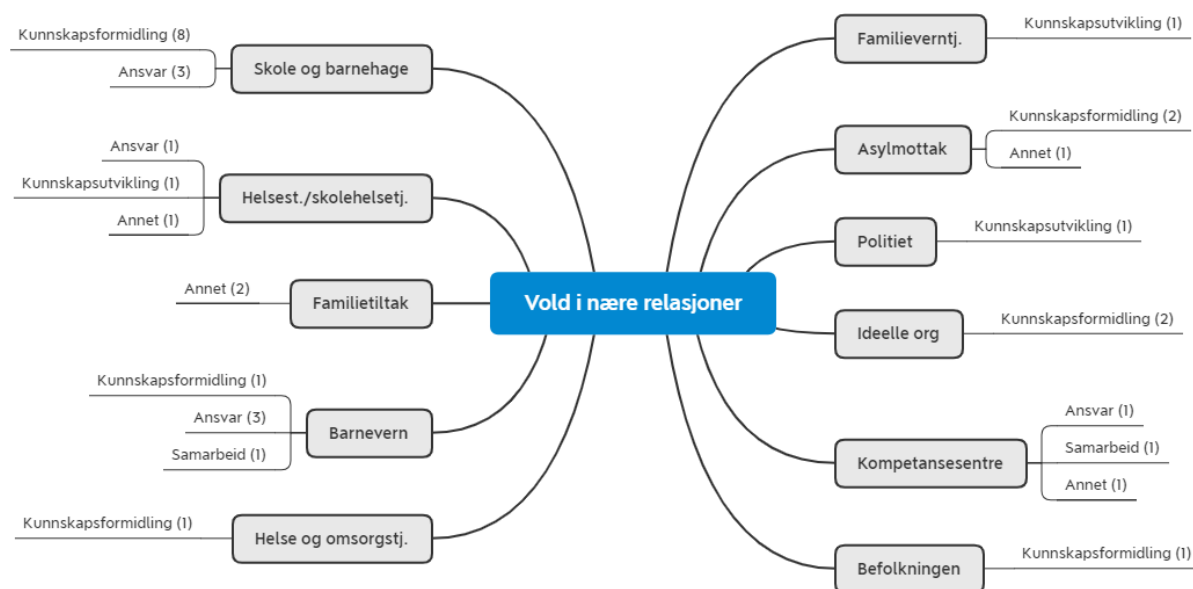 Vold i nære relasjoner
Skole og barnehage
Kunnskapsformidling (8)
Ansvar (3)
Helsest./skolehelsetj.
Ansvar (1)
Kunnskapsutvikling (1)
Annet (1)
Familietiltak
Annet (2)
Barnevern
Kunnskapsformidling (1)
Ansvar (3)
Samarbeid (1)
Helse og omsorgstj.
Kunnskapsformidling (1)
Familieverntj.
Kunnskapsutvikling (1)
Asylmottak
Kunnskapsformidling (2)
Annet (1)
Politiet
Kunnskapsutvikling (1)
Ideelle org
Kunnskapsformidling (2)
Kompetansesentre
Ansvar (1)
Samarbeid (1)
Annet (1)
Befolkningen
Kunnskapsformidling (1)